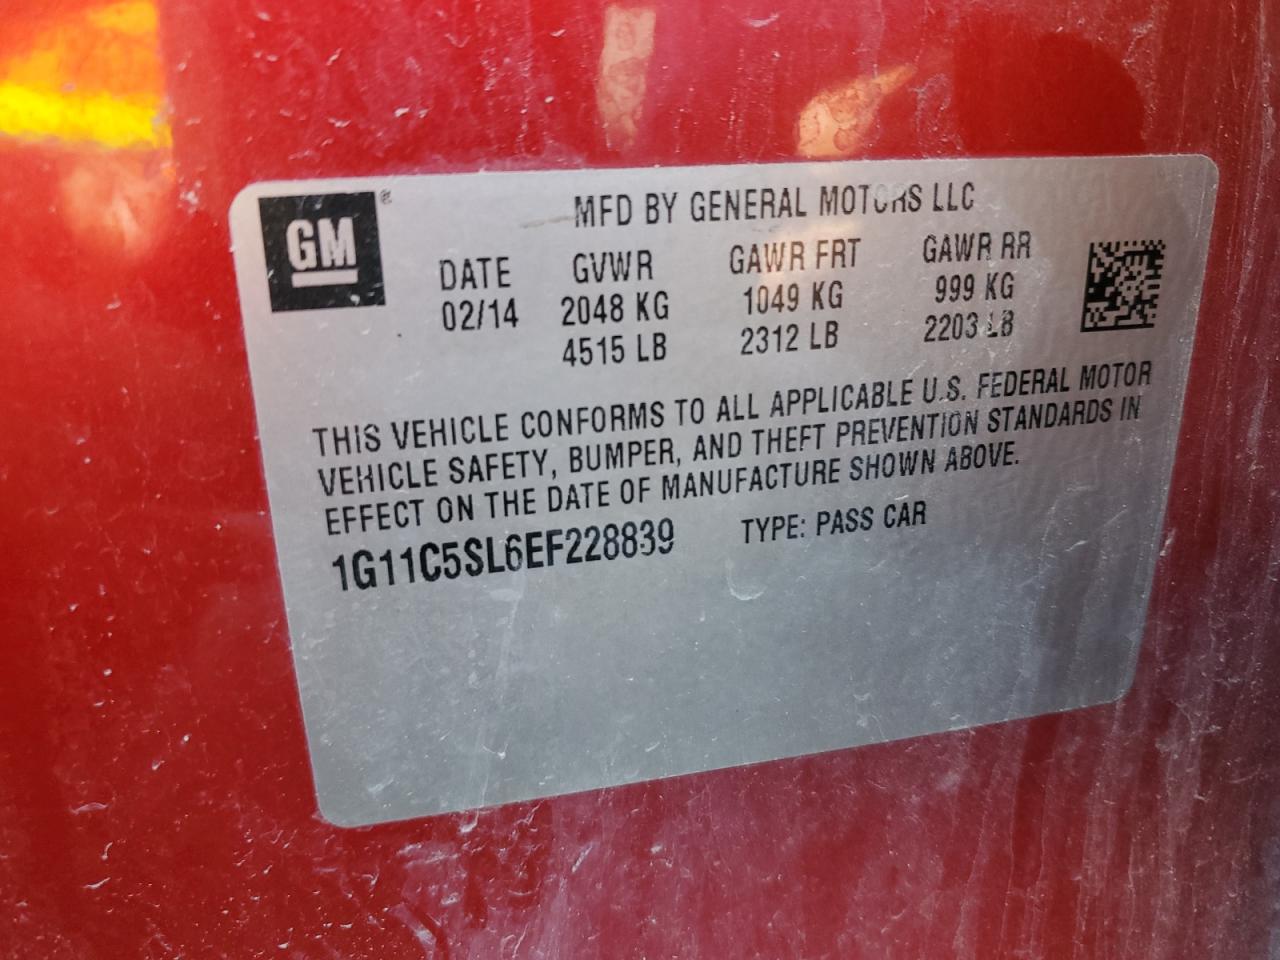 GM®
MFD BY GENERAL MOTORS LLC
DATE GVWR GAWR FRT GAWR RR
02/14 2048 KG 1049 KG 999 KG
4515 LB 2312 LB 2203 LB
THIS VEHICLE CONFORMS TO ALL APPLICABLE U.S. FEDERAL MOTOR
VEHICLE SAFETY, BUMPER, AND THEFT PREVENTION STANDARDS IN
EFFECT ON THE DATE OF MANUFACTURE SHOWN ABOVE.
1G11C5SL6EF228839 TYPE: PASS CAR